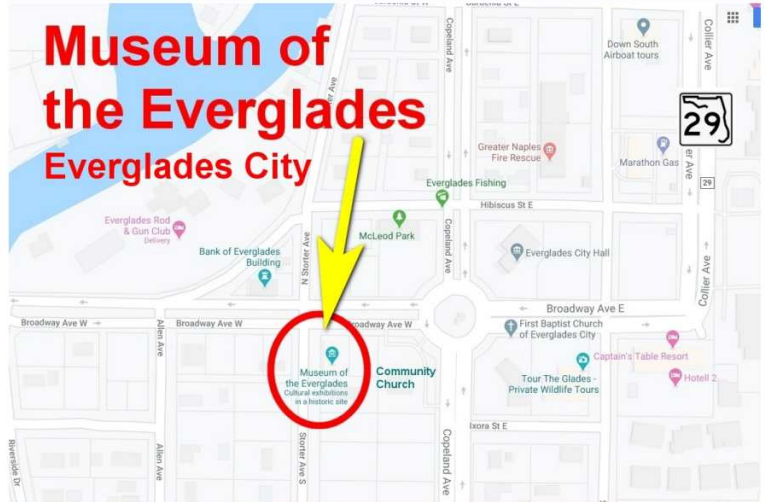 Museum of
the Everglades
Everglades City
Copeland Ave
Collier Ave
Down South
Airboat tours
29
Greater Naples
Fire Rescue
Marathon Gas
29
Everglades Fishing
Hibiscus St E
Everglades Rod
& Gun Club
Delivery
McLeod Park
Bank of Everglades
Building
N Storter Ave
Copeland Ave
Everglades City Hall
Collier Ave
Broadway Ave E
Broadway Ave W
Allen Ave
Broadway Ave W
First Baptist Church
of Everglades City
Captain's Table Resort
Museum of
the Everglades
Cultural exhibitions
in a historic site
Community
Church
Tour The Glades -
Private Wildlife Tours
Hotell 2
Ixora St E
Riverside Dr
Allen Ave
Storter Ave S
Copeland Ave